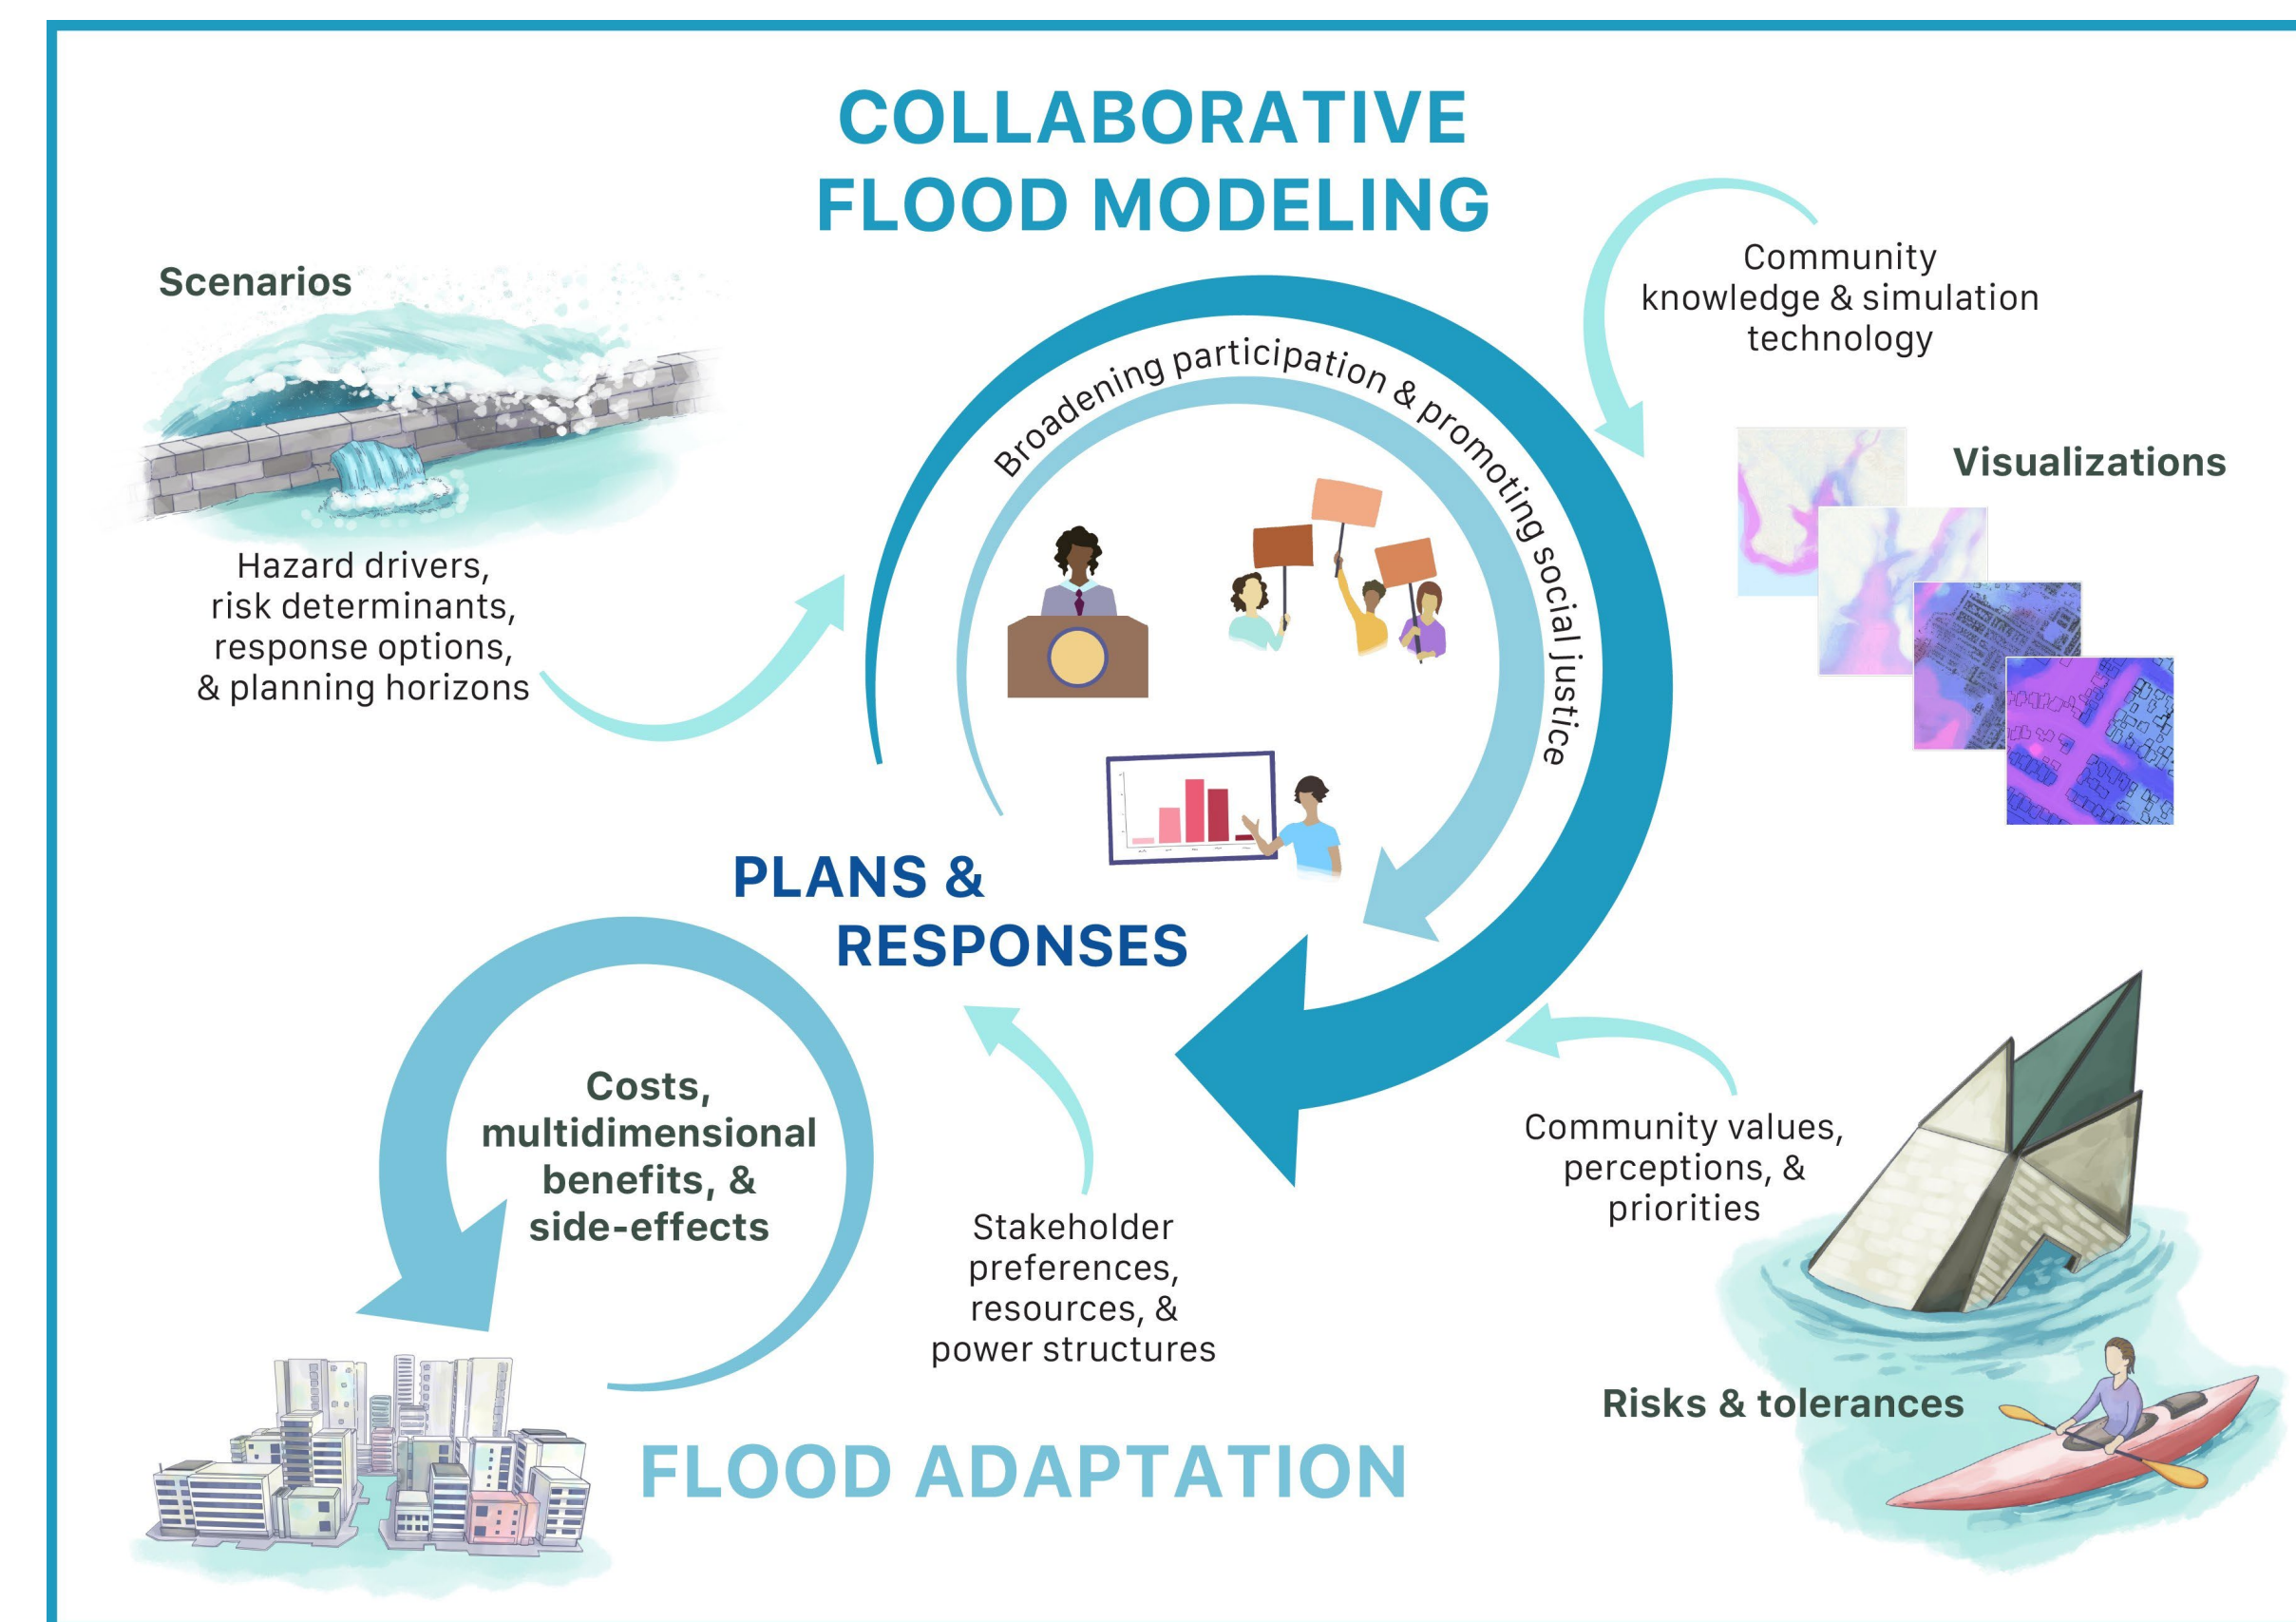 COLLABORATIVE
FLOOD MODELING
Scenarios
Hazard drivers,
risk determinants,
response options,
& planning horizons
Broadening participation & promoting social justice
Community
knowledge & simulation
technology
Visualizations
PLANS &
RESPONSES
Costs,
multidimensional
benefits, &
side-effects
Stakeholder
preferences,
resources, &
power structures
Community values,
perceptions, &
priorities
Risks & tolerances
FLOOD ADAPTATION